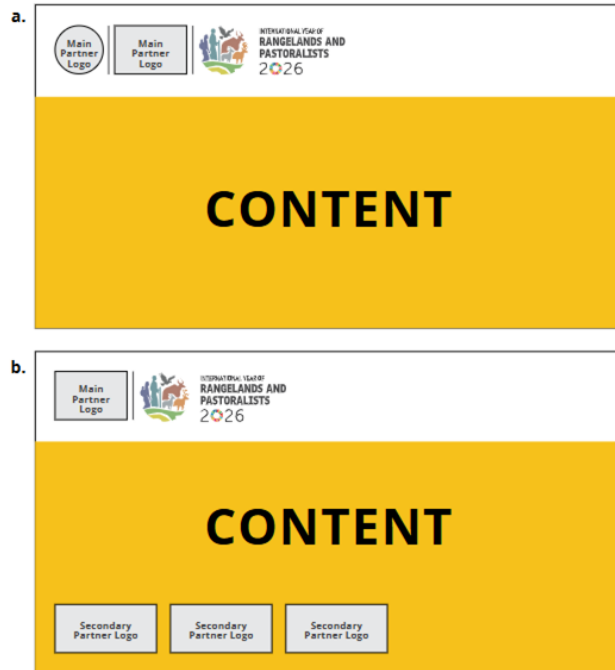 a.
Main
Partner
Logo
Main
Partner
Logo
INTERNATIONAL YEAR OF
RANGELANDS AND
PASTORALISTS
2026
CONTENT
b.
Main
Partner
Logo
INTERNATIONAL YEAR OF
RANGELANDS AND
PASTORALISTS
2026
CONTENT
Secondary
Partner Logo
Secondary
Partner Logo
Secondary
Partner Logo